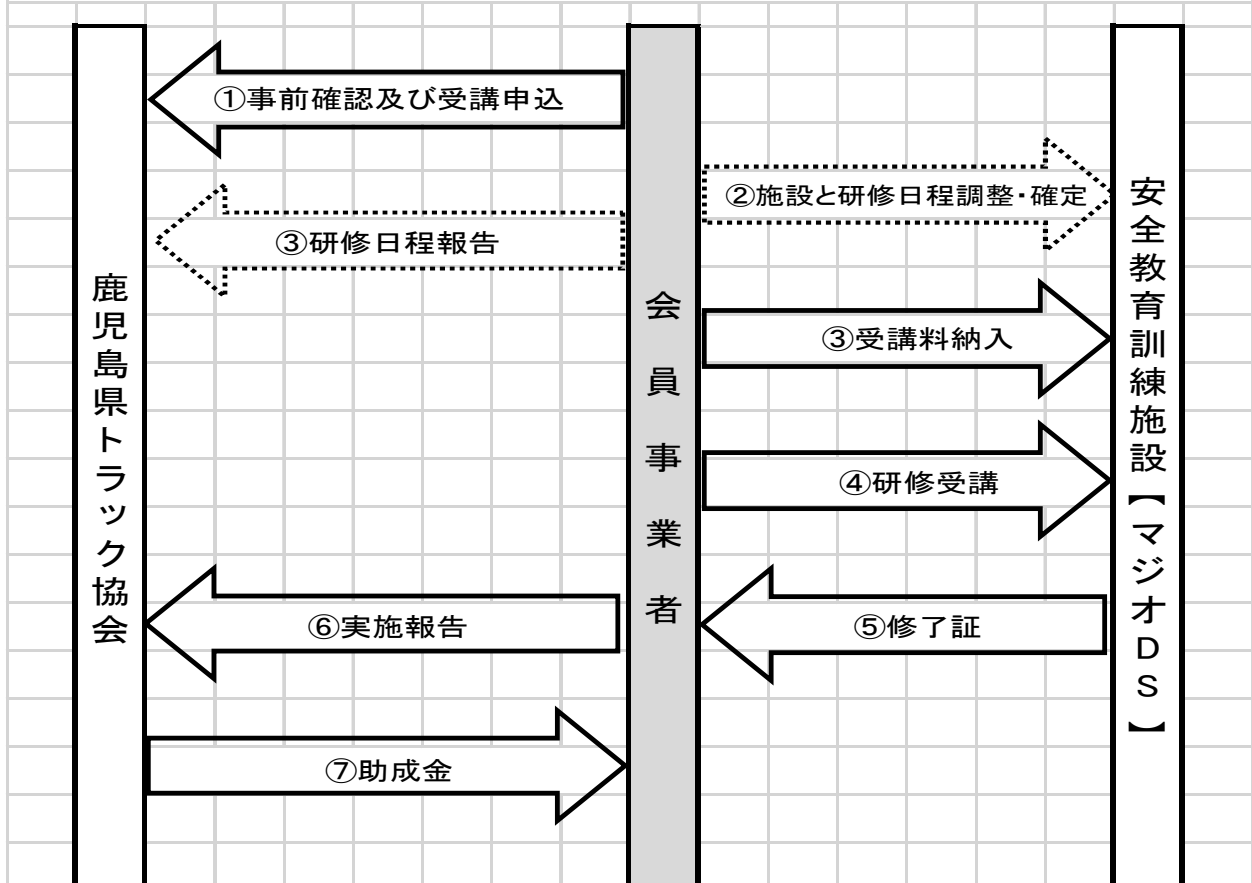 ①事前確認及び受講申込
②施設と研修日程調整・確定
③研修日程報告
③受講料納入
④研修受講
⑤修了証
⑥実施報告
⑦助成金
鹿児島県トラック協会
会員事業者
安全教育訓練施設【マジオDS】